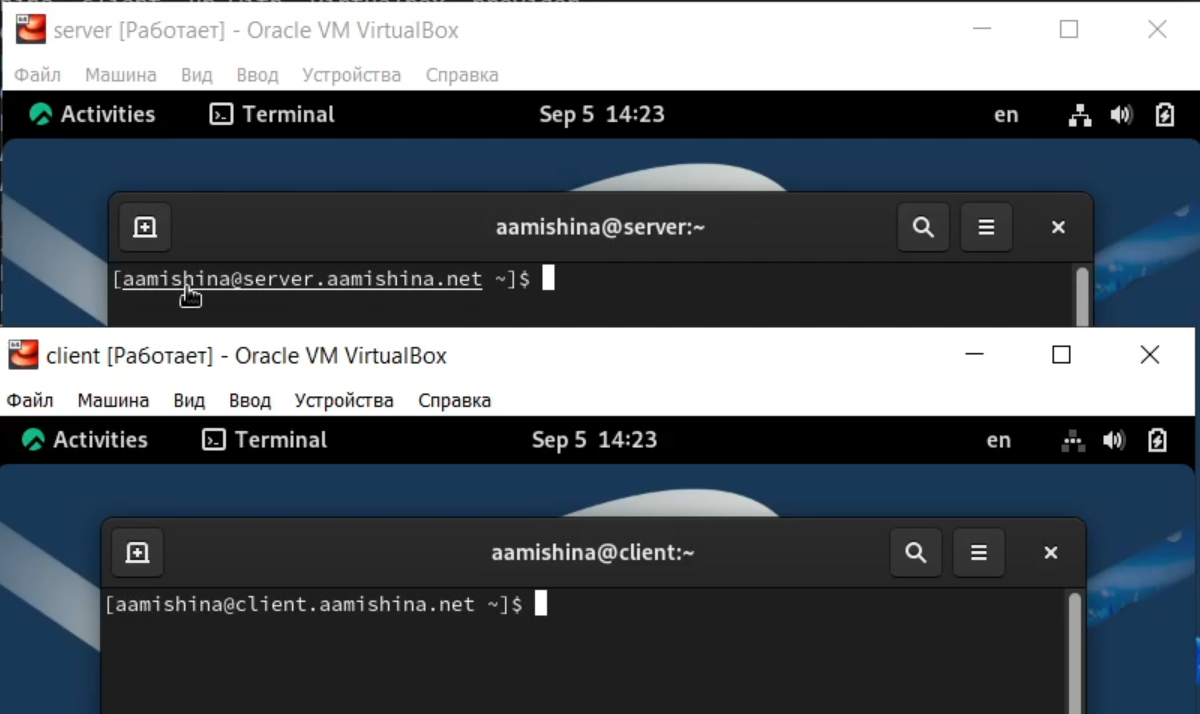 server [Работает] - Oracle VM VirtualBox
Файл Машина Вид Ввод Устройства Справка
Activities Terminal Sep 5 14:23 en
aamishina@server:~
[aamishina@server.aamishina.net ~]$
client [Работает] - Oracle VM VirtualBox
Файл Машина Вид Ввод Устройства Справка
Activities Terminal Sep 5 14:23 en
aamishina@client:~
[aamishina@client.aamishina.net ~]$